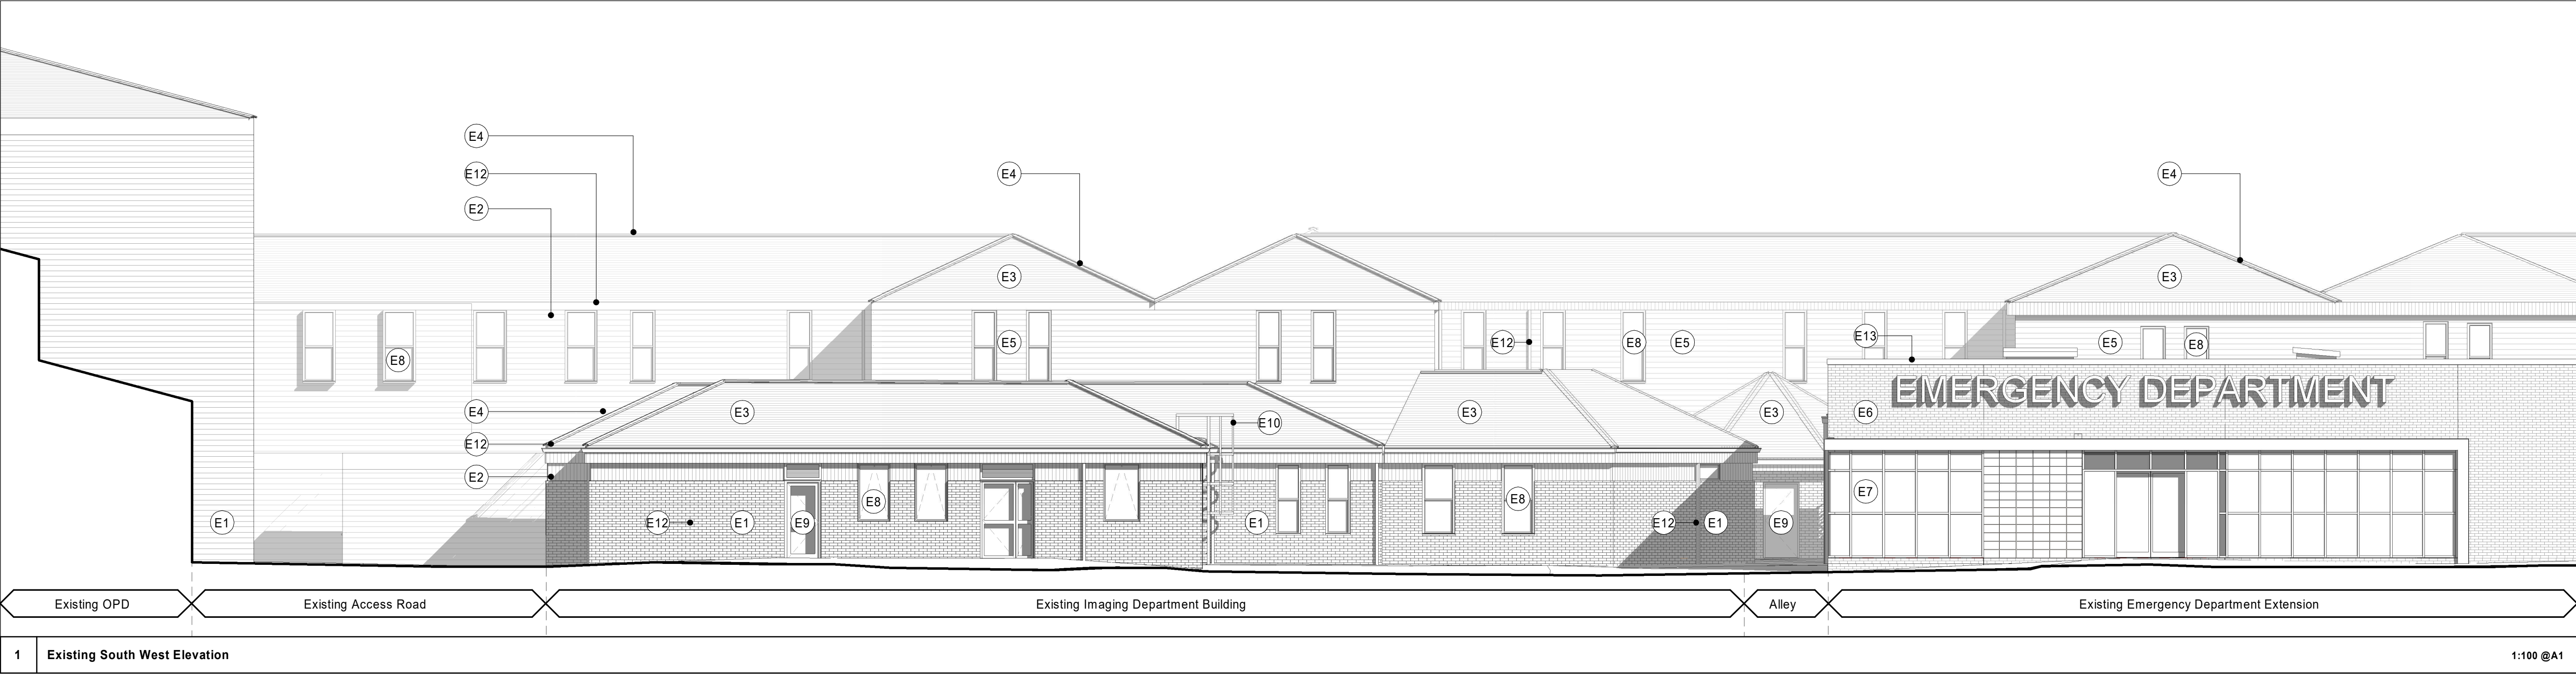 E4
E12
E4
E4
E2
E3
E3
E13
E8
E5
E12
E8
E5
E5
E8
EMERGENCY DEPARTMENT
E4
E3
E10
E3
E3
E6
E12
E2
E8
E8
E7
E1
E12
E1
E9
E1
E12
E1
E9
Existing OPD
Existing Access Road
Existing Imaging Department Building
Alley
Existing Emergency Department Extension
1
Existing South West Elevation
1:100 @A1